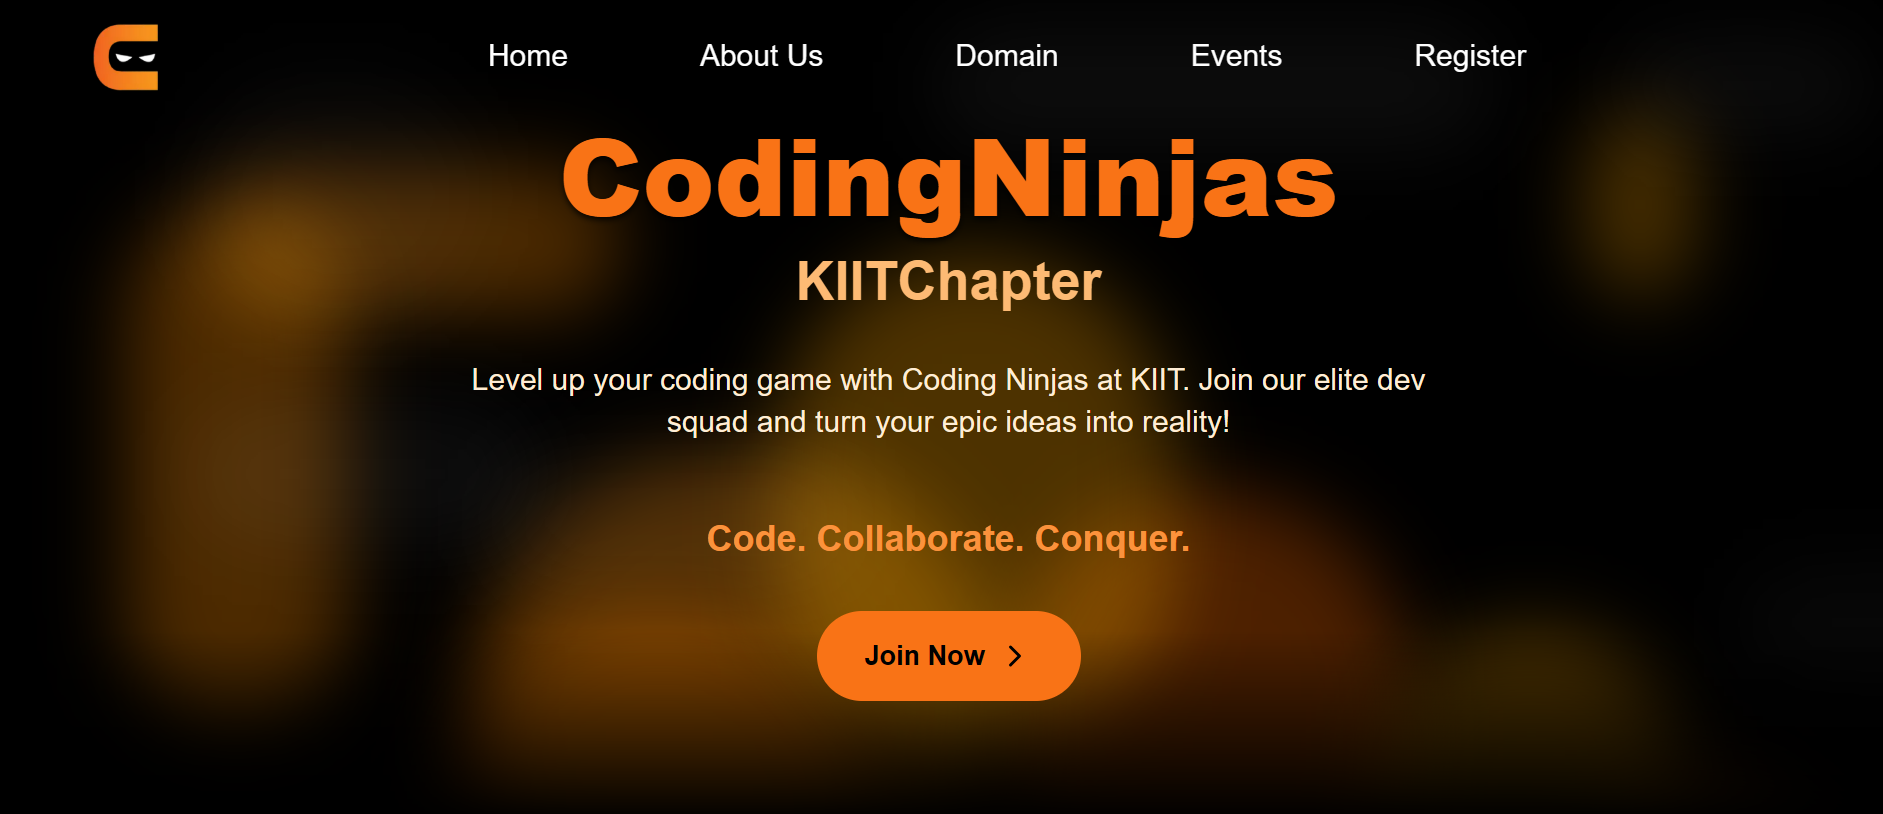 Home About Us Domain Events Register
CodingNinjas
KIITChapter
Level up your coding game with Coding Ninjas at KIIT. Join our elite dev
squad and turn your epic ideas into reality!
Code. Collaborate. Conquer.
Join Now